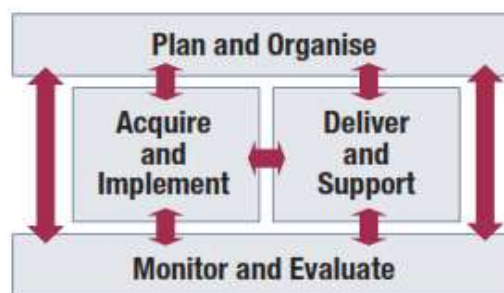 Plan and Organise
Acquire
and
Implement
Deliver
and
Support
Monitor and Evaluate